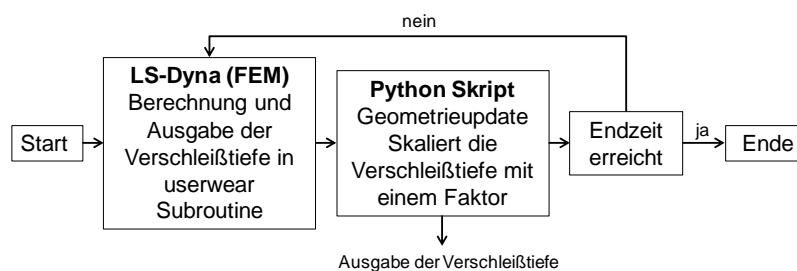 nein
Start
LS-Dyna (FEM)
Berechnung und
Ausgabe der
Verschleißtiefe in
userwear
Subroutine
Python Skript
Geometrieupdate
Skaliert die
Verschleißtiefe mit
einem Faktor
Endzeit
erreicht
ja
Ende
Ausgabe der Verschleißtiefe